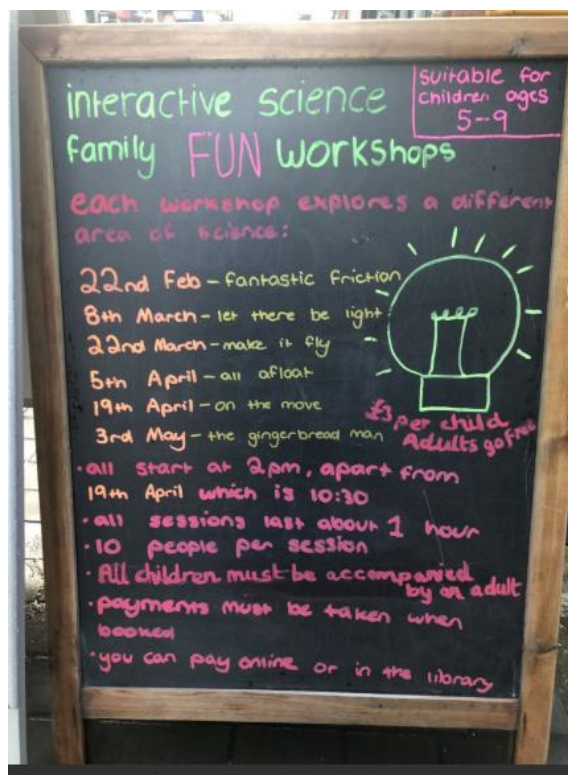 interactive science
family FUN workshops
suitable for
children ages
5--9
each workshop explores a different
area of science:
22nd Feb - fantastic friction
8th March - let there be light
22nd March - make it fly
5th April - all afloat
19th April - on the move
3rd May - the gingerbread man
£3 per child
Adults go free
• all start at 2pm, apart from
19th April which is 10:30
• all sessions last about 1 hour
• 10 people per session
• All children must be accompanied
by an adult
• payments must be taken when
booked
• you can pay online or in the library